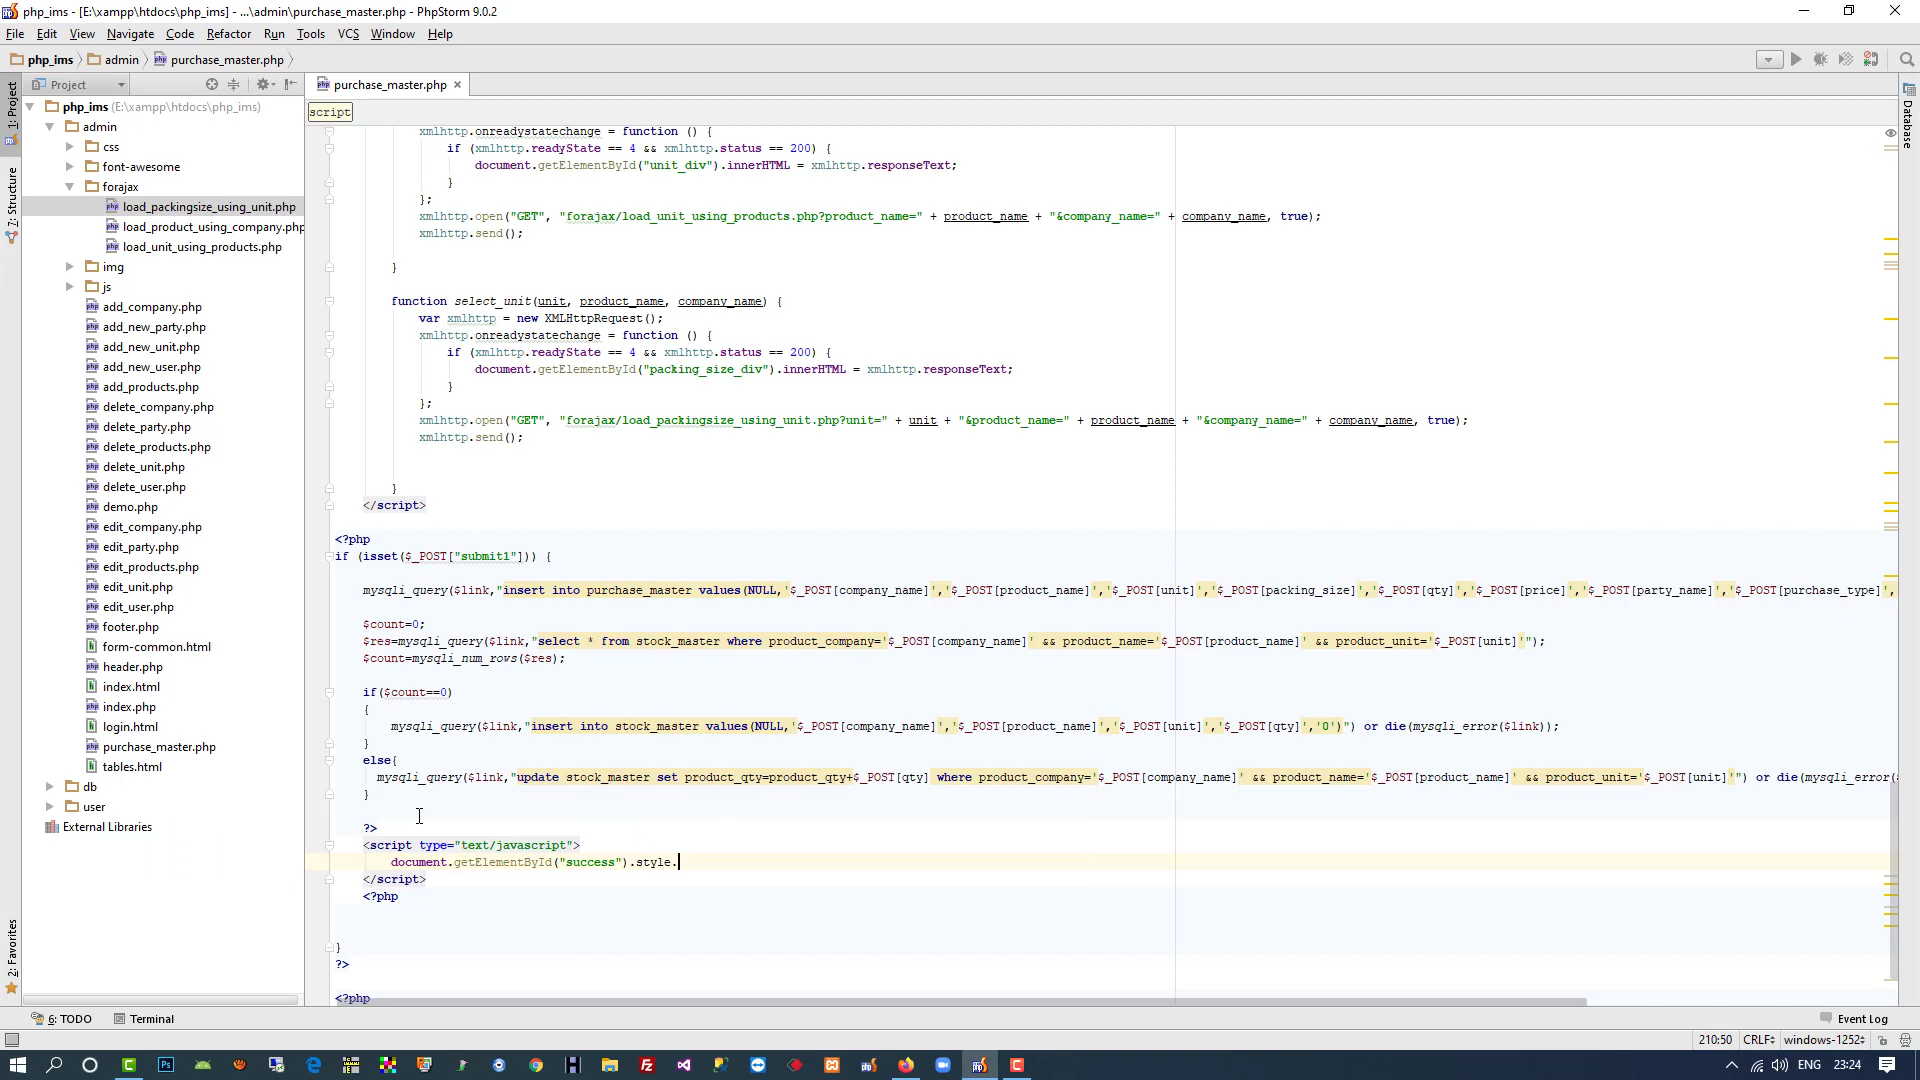 php_ims - [E:\xampp\htdocs\php_ims] - ...\admin\purchase_master.php - PhpStorm 9.0.2
File Edit View Navigate Code Refactor Run Tools VCS Window Help
php_ims admin purchase_master.php
Project
purchase_master.php
script
1: Project
7: Structure
2: Favorites
Database
php_ims (E:\xampp\htdocs\php_ims)
admin
css
font-awesome
forajax
load_packingsize_using_unit.php
load_product_using_company.php
load_unit_using_products.php
img
js
add_company.php
add_new_party.php
add_new_unit.php
add_new_user.php
add_products.php
delete_company.php
delete_party.php
delete_products.php
delete_unit.php
delete_user.php
demo.php
edit_company.php
edit_party.php
edit_products.php
edit_unit.php
edit_user.php
footer.php
form-common.html
header.php
index.html
index.php
login.html
purchase_master.php
tables.html
db
user
External Libraries
xmlhttp.onreadystatechange = function () {
if (xmlhttp.readyState == 4 && xmlhttp.status == 200) {
document.getElementById("unit_div").innerHTML = xmlhttp.responseText;
}
};
xmlhttp.open("GET", "forajax/load_unit_using_products.php?product_name=" + product_name + "&company_name=" + company_name, true);
xmlhttp.send();
}
function select_unit(unit, product_name, company_name) {
var xmlhttp = new XMLHttpRequest();
xmlhttp.onreadystatechange = function () {
if (xmlhttp.readyState == 4 && xmlhttp.status == 200) {
document.getElementById("packing_size_div").innerHTML = xmlhttp.responseText;
}
};
xmlhttp.open("GET", "forajax/load_packingsize_using_unit.php?unit=" + unit + "&product_name=" + product_name + "&company_name=" + company_name, true);
xmlhttp.send();
}
</script>
<?php
if (isset($_POST["submit1"])) {
mysqli_query($link,"insert into purchase_master values(NULL,'$_POST[company_name]','$_POST[product_name]','$_POST[unit]','$_POST[packing_size]','$_POST[qty]','$_POST[price]','$_POST[party_name]','$_POST[purchase_type]',
$count=0;
$res=mysqli_query($link,"select * from stock_master where product_company='$_POST[company_name]' && product_name='$_POST[product_name]' && product_unit='$_POST[unit]'");
$count=mysqli_num_rows($res);
if($count==0)
{
mysqli_query($link,"insert into stock_master values(NULL,'$_POST[company_name]','$_POST[product_name]','$_POST[unit]','$_POST[qty]','0')") or die(mysqli_error($link));
}
else{
mysqli_query($link,"update stock_master set product_qty=product_qty+$_POST[qty] where product_company='$_POST[company_name]' && product_name='$_POST[product_name]' && product_unit='$_POST[unit]'") or die(mysqli_error($
}
?>
<script type="text/javascript">
document.getElementById("success").style.
</script>
<?php
}
?>
<?php
6: TODO Terminal Event Log
210:50 CRLF windows-1252
ENG 23:24